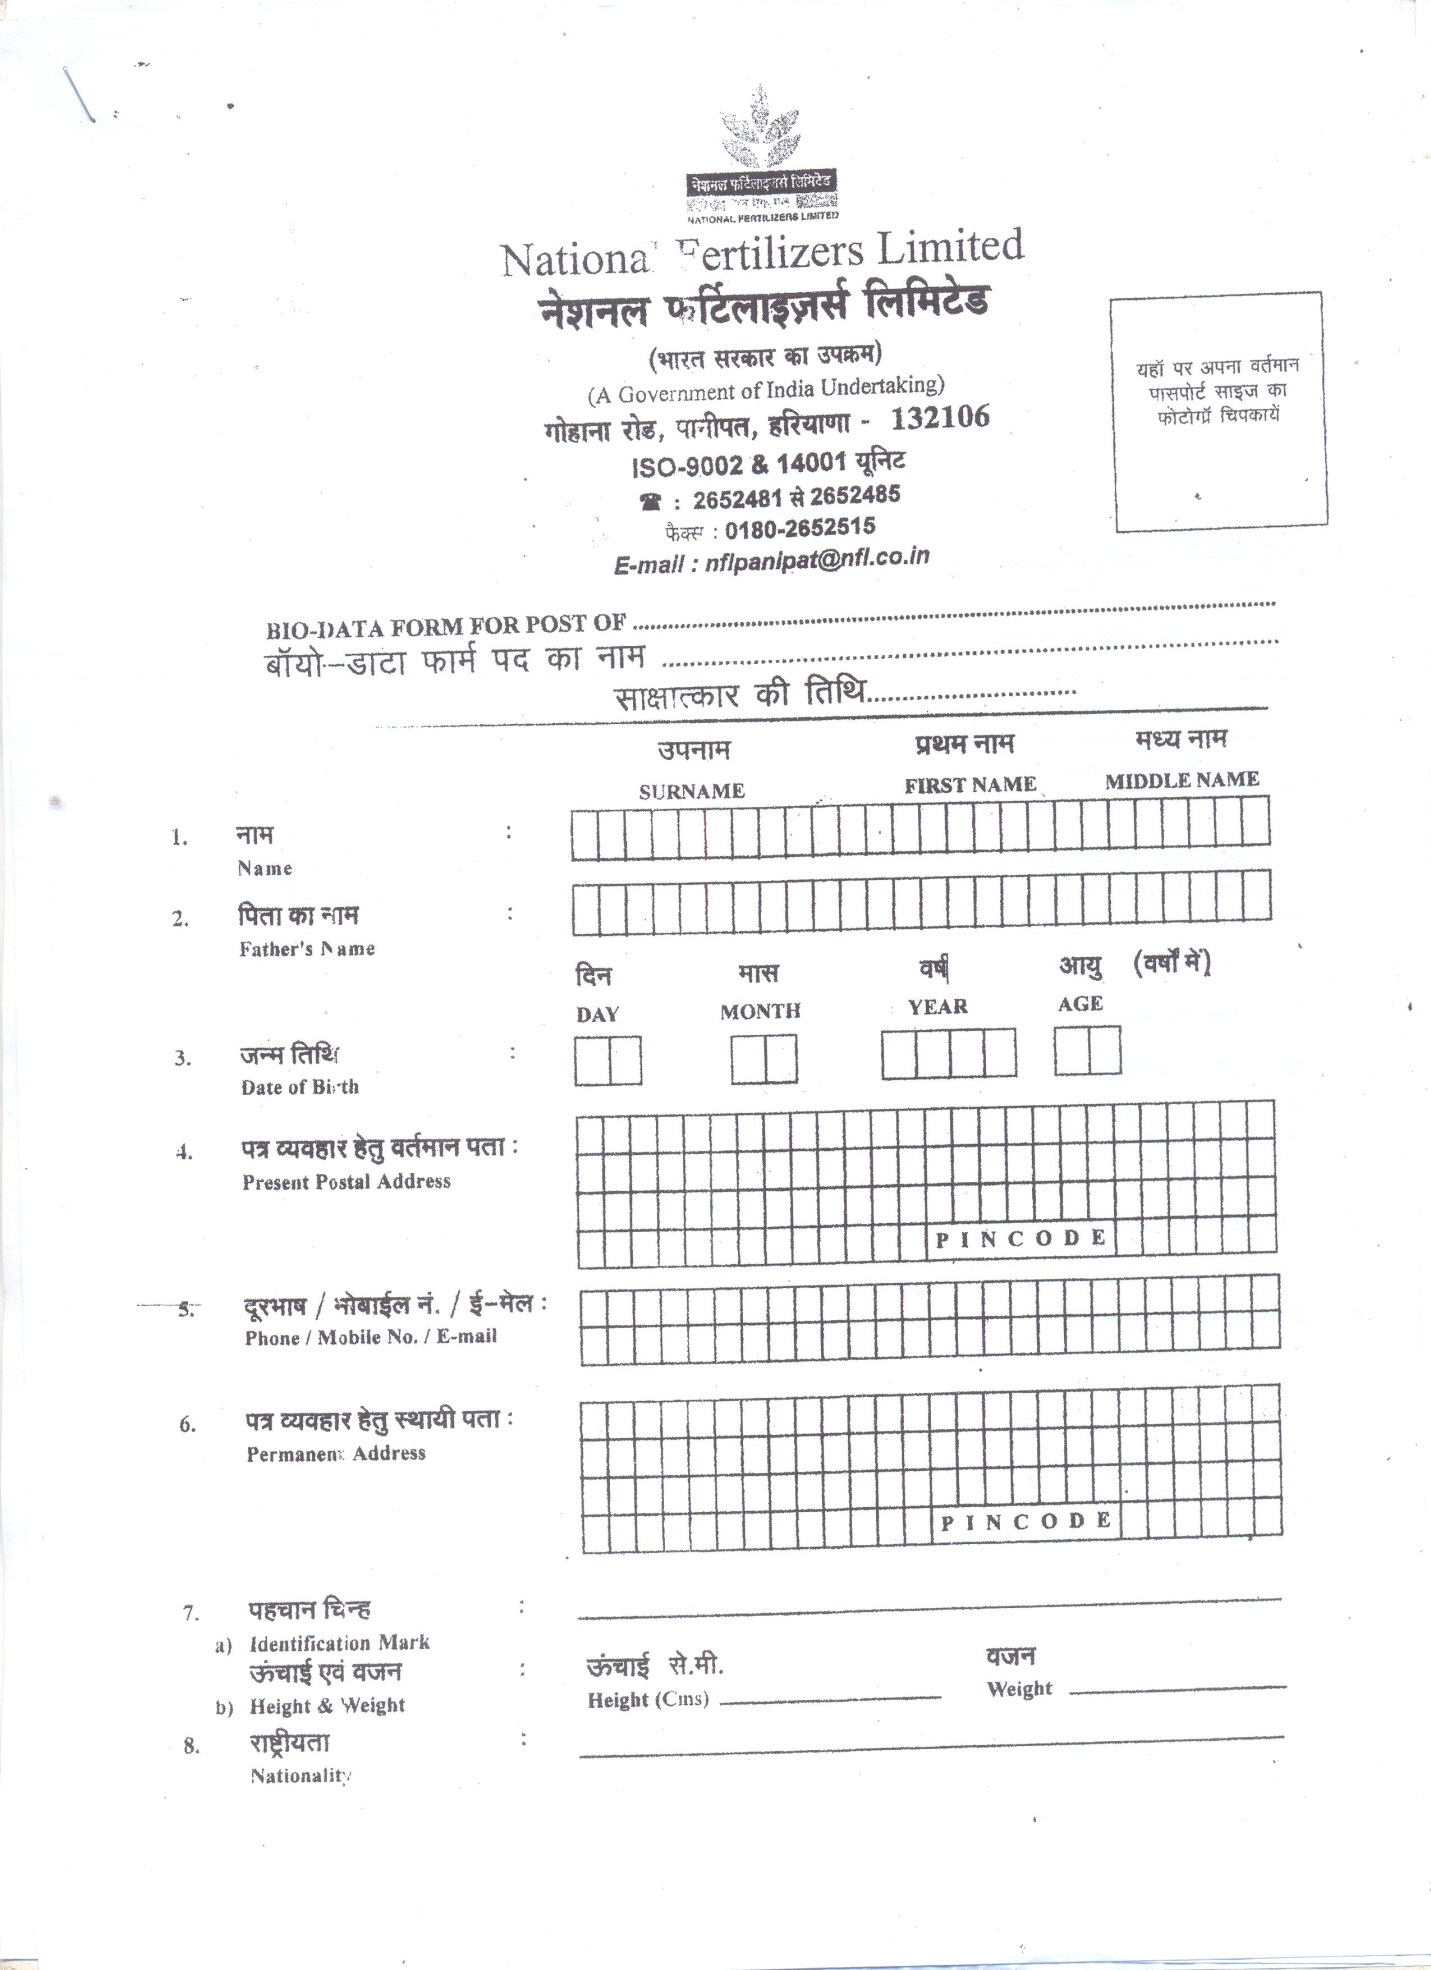 नेशनल फर्टिलाइजर्स लिमिटेड
NATIONAL FERTILIZERS LIMITED
National Fertilizers Limited
नेशनल फर्टिलाइज़र्स लिमिटेड
(भारत सरकार का उपक्रम)
(A Government of India Undertaking)
गोहाना रोड, पानीपत, हरियाणा - 132106
ISO-9002 & 14001 यूनिट
☎ : 2652481 से 2652485
फैक्स : 0180-2652515
E-mail : nflpanipat@nfl.co.in
यहॉ पर अपना वर्तमान
पासपोर्ट साइज का
फोटोग्रॉ चिपकायें
BIO-DATA FORM FOR POST OF ....................
बॉयो-डाटा फार्म पद का नाम ....................
साक्षात्कार की तिथि....................
उपनाम प्रथम नाम मध्य नाम
SURNAME FIRST NAME MIDDLE NAME
1. नाम :
Name
2. पिता का नाम :
Father's Name
दिन मास वर्ष आयु (वर्षों में)
DAY MONTH YEAR AGE
3. जन्म तिथि :
Date of Birth
4. पत्र व्यवहार हेतु वर्तमान पता :
Present Postal Address
PINCODE
5. दूरभाष / मोबाईल नं. / ई-मेल :
Phone / Mobile No. / E-mail
6. पत्र व्यवहार हेतु स्थायी पता :
Permanent Address
PINCODE
7. पहचान चिन्ह :
a) Identification Mark
ऊंचाई एवं वजन : ऊंचाई से.मी. वजन
b) Height & Weight Height (Cms) Weight
8. राष्ट्रीयता :
Nationality